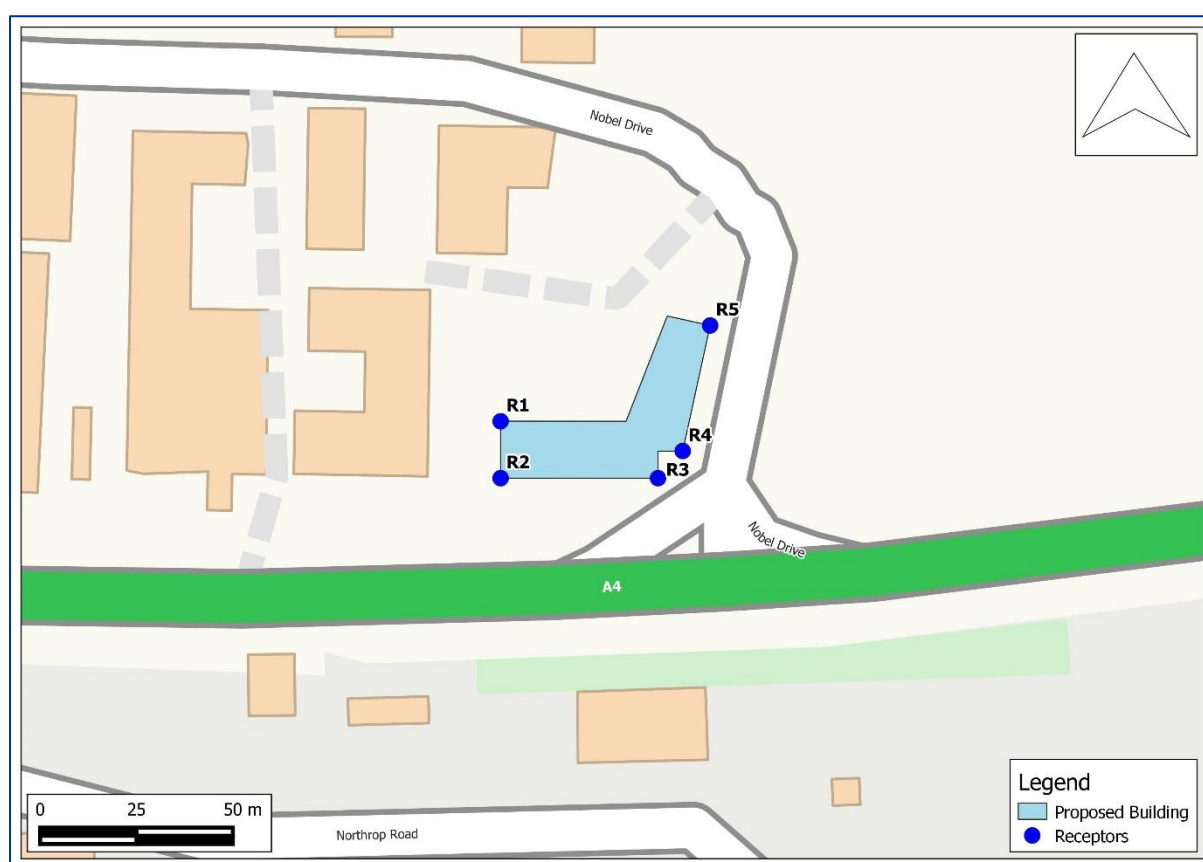 Nobel Drive
R5
R1
R4
R2
R3
Nobel Drive
A4
Legend
Proposed Building
Receptors
0 25 50 m
Northrop Road